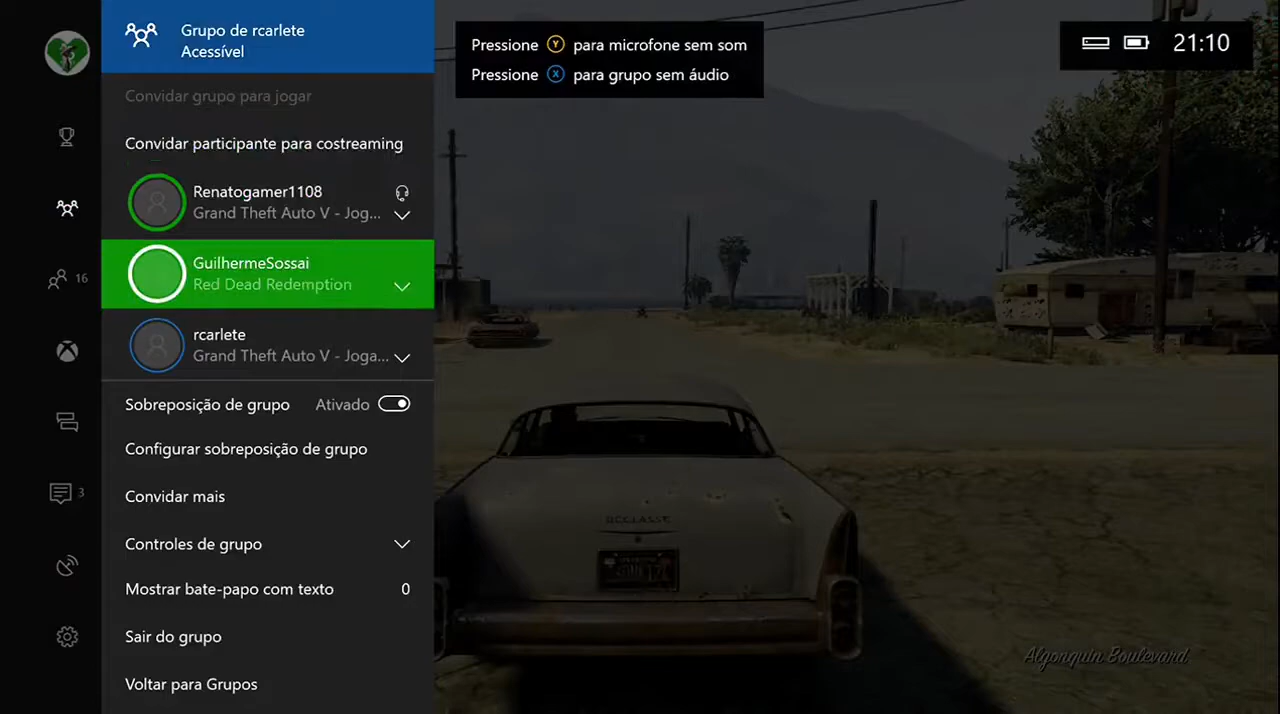 Grupo de rcarlete
Acessível
Convidar grupo para jogar
Convidar participante para costreaming
Renatogamer1108
Grand Theft Auto V - Jog...
GuilhermeSossai
Red Dead Redemption
rcarlete
Grand Theft Auto V - Joga...
Sobreposição de grupo Ativado
Configurar sobreposição de grupo
Convidar mais
Controles de grupo
Mostrar bate-papo com texto 0
Sair do grupo
Voltar para Grupos
16
3
Pressione Y para microfone sem som
Pressione X para grupo sem áudio
21:10
Algonquin Boulevard